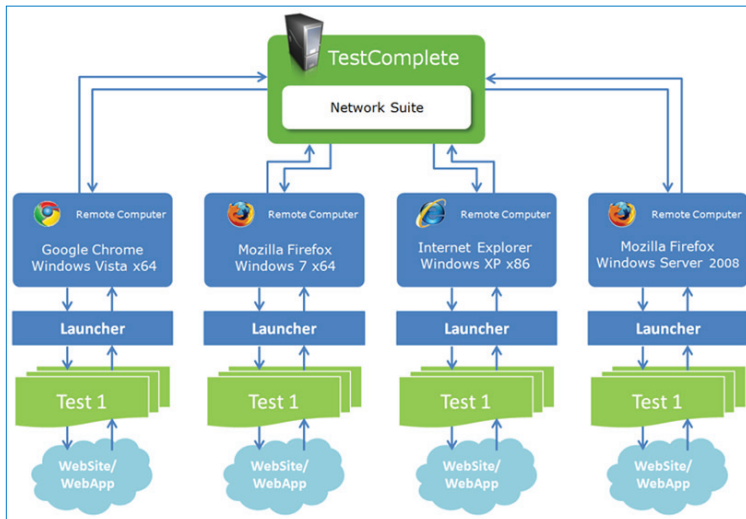 TestComplete
Network Suite
Remote Computer
Google Chrome
Windows Vista x64
Remote Computer
Mozilla Firefox
Windows 7 x64
Remote Computer
Internet Explorer
Windows XP x86
Remote Computer
Mozilla Firefox
Windows Server 2008
Launcher
Launcher
Launcher
Launcher
Test 1
Test 1
Test 1
Test 1
WebSite/
WebApp
WebSite/
WebApp
WebSite/
WebApp
WebSite/
WebApp